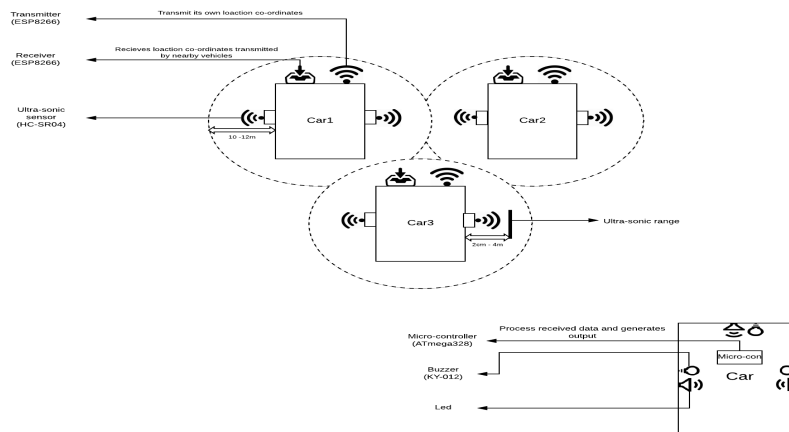 Transmitter
(ESP8266)
Transmit its own loaction co-ordinates
Receiver
(ESP8266)
Recieves loaction co-ordinates transmitted
by nearby vehicles
Ultra-sonic
sensor
(HC-SR04)
10 -12m
Car1
Car2
Car3
2cm - 4m
Ultra-sonic range
Micro-controller
(ATmega328)
Process received data and generates
output
Micro-con
Car
Buzzer
(KY-012)
Led